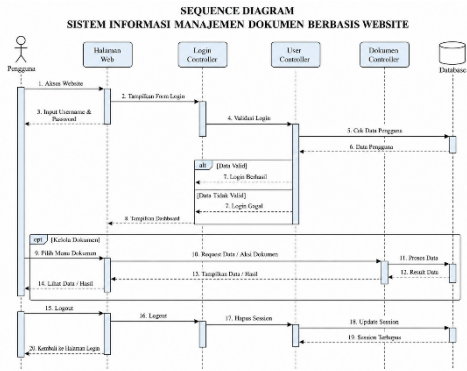 SEQUENCE DIAGRAM
SISTEM INFORMASI MANAJEMEN DOKUMEN BERBASIS WEBSITE
Pengguna
Halaman
Web
Login
Controller
User
Controller
Dokumen
Controller
Database
1. Akses Website
2. Tampilkan Form Login
3. Input Username &
Password
4. Validasi Login
5. Cek Data Pengguna
6. Data Pengguna
alt
[Data Valid]
7. Login Berhasil
[Data Tidak Valid]
7. Login Gagal
8. Tampilkan Dashboard
opt
[Kelola Dokumen]
9. Pilih Menu Dokumen
10. Request Data / Aksi Dokumen
11. Proses Data
12. Result Data
13. Tampilkan Data / Hasil
14. Lihat Data / Hasil
15. Logout
16. Logout
17. Hapus Session
18. Update Session
19. Session Terhapus
20. Kembali ke Halaman Login